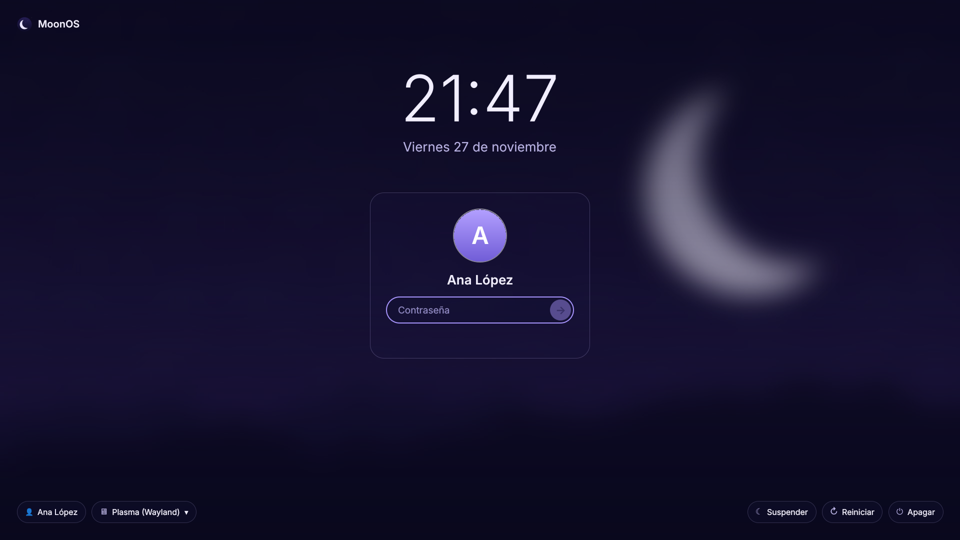 MoonOS
21:47
Viernes 27 de noviembre
A
Ana López
Contraseña
Ana López
Plasma (Wayland)
Suspender
Reiniciar
Apagar